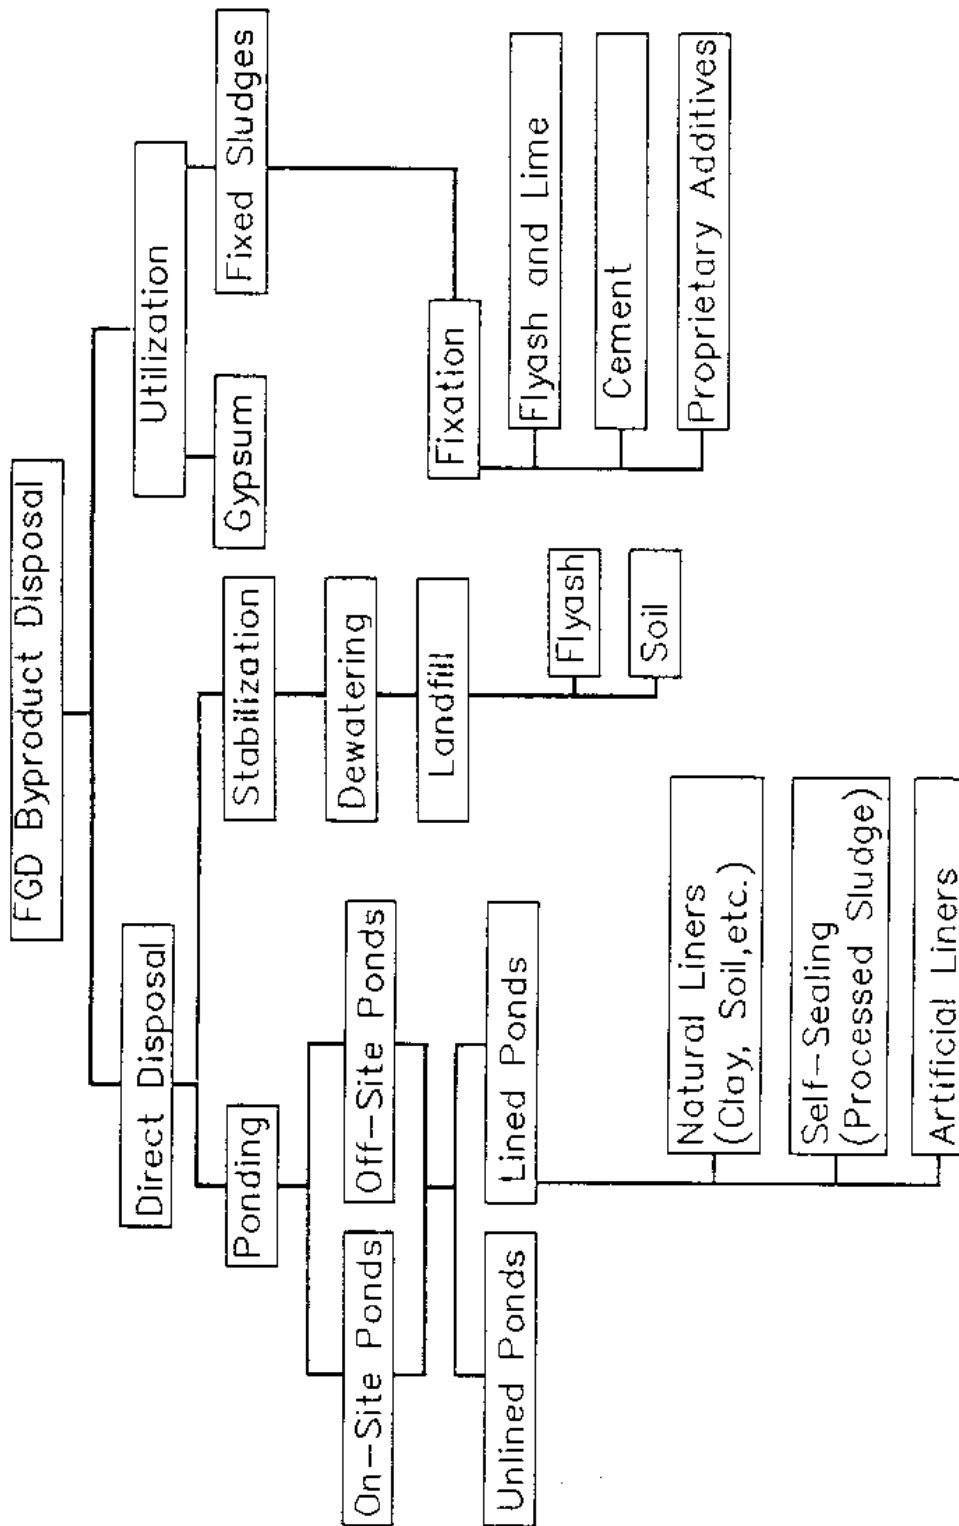 FGD Byproduct Disposal
Direct Disposal
Utilization
Ponding
Stabilization
Gypsum
Fixed Sludges
On-Site Ponds
Off-Site Ponds
Dewatering
Unlined Ponds
Lined Ponds
Landfill
Fixation
Flyash
Soil
Flyash and Lime
Cement
Proprietary Additives
Natural Liners
(Clay, Soil,etc.)
Self-Sealing
(Processed Sludge)
Artificial Liners